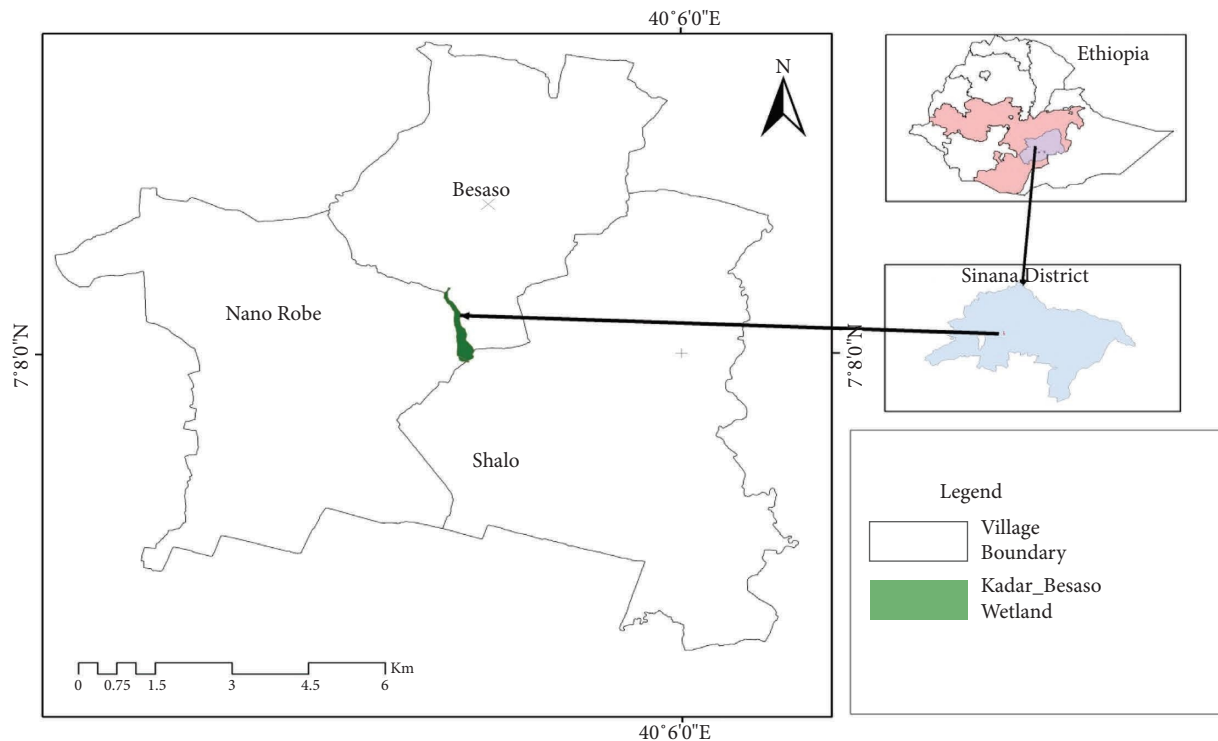 40˚6'0"E
N
Ethiopia
Besaso
Nano Robe
Sinana District
7˚8'0"N
7˚8'0"N
Shalo
Legend
Village
Boundary
Kadar_Besaso
Wetland
Km
0 0.75 1.5 3 4.5 6
40˚6'0"E